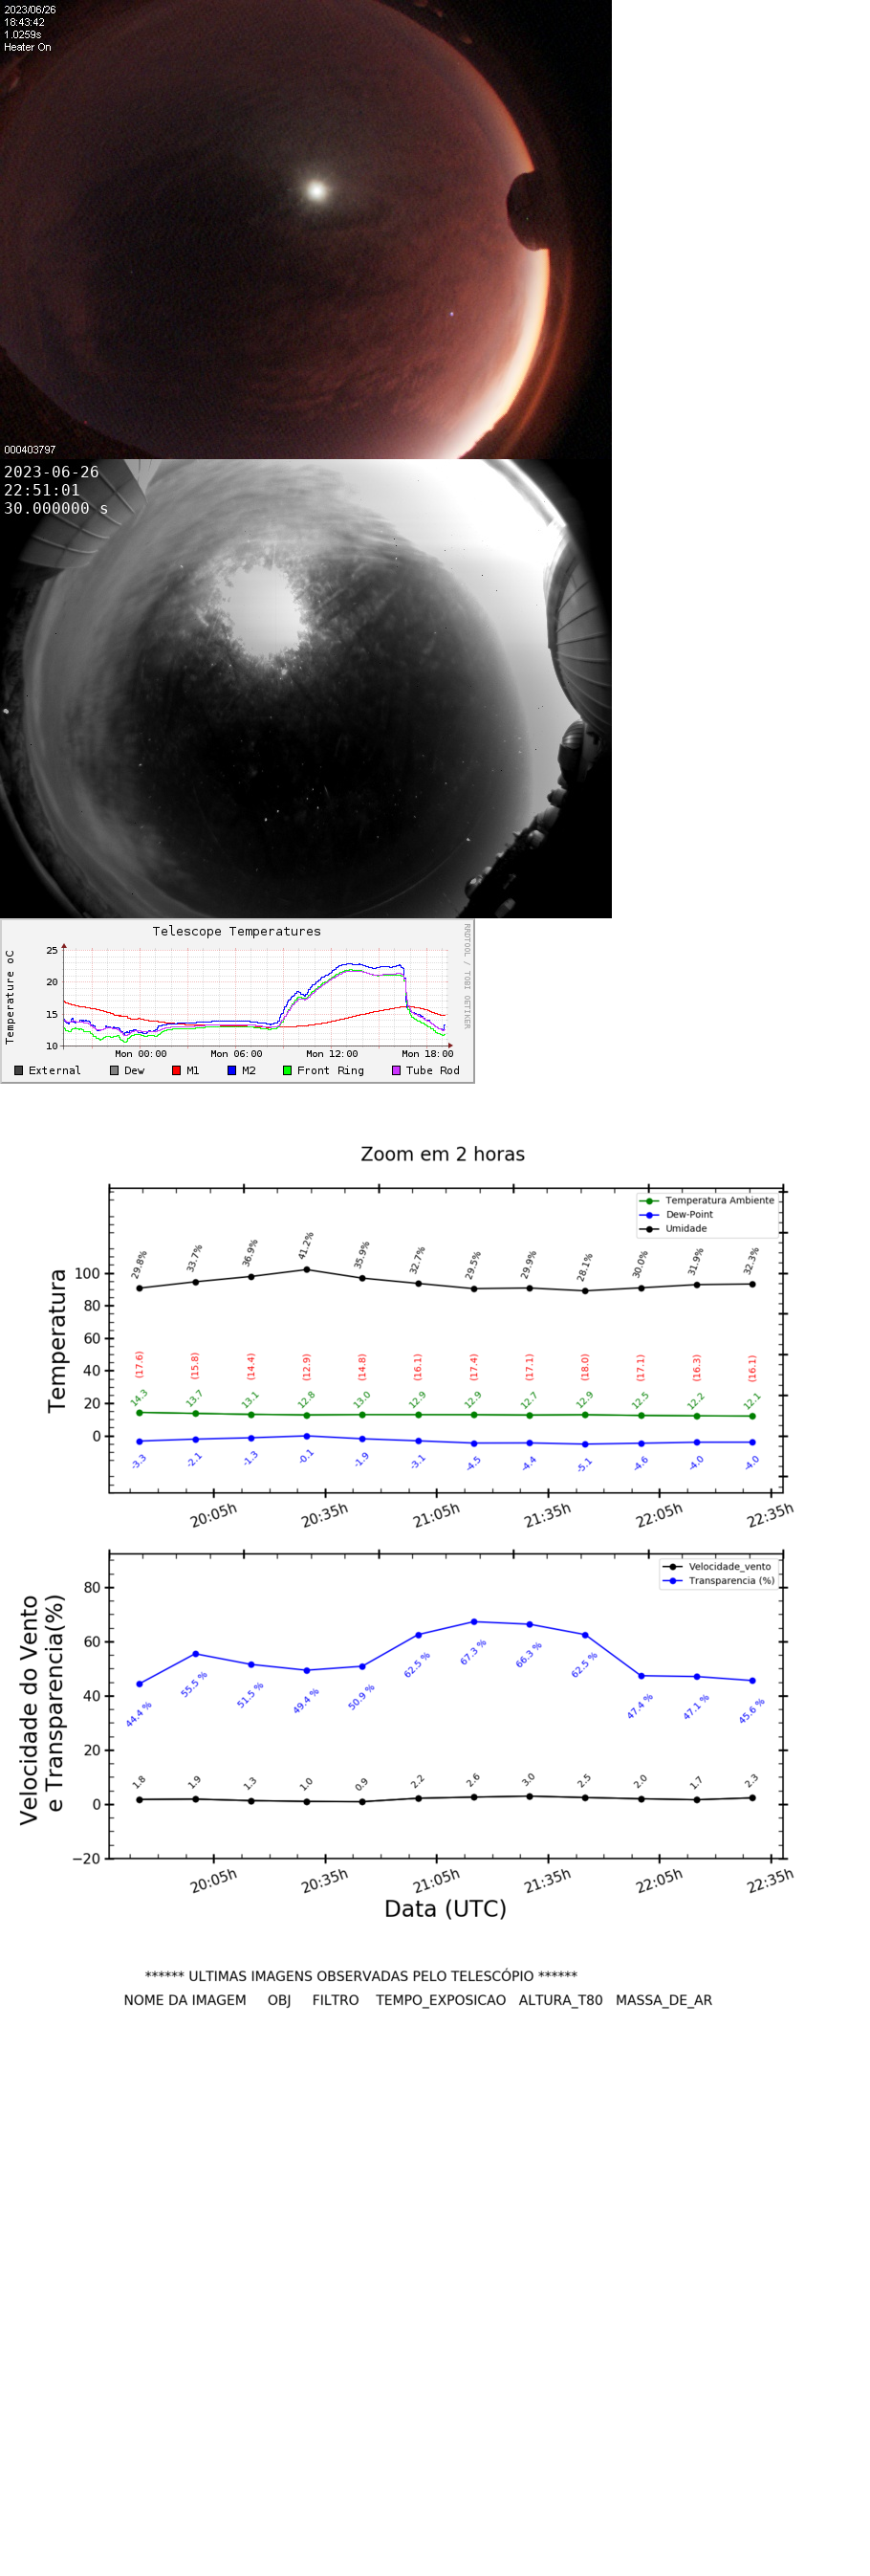 2023/06/26
18:43:42
1.0259s
Heater On
000403797
2023-06-26
22:51:01
30.000000 s
Telescope Temperatures
RRDTOOL / TOBI OETIKER
Temperature oC
25
20
15
10
Mon 00:00 Mon 06:00 Mon 12:00 Mon 18:00
External Dew M1 M2 Front Ring Tube Rod
Zoom em 2 horas
Temperatura Ambiente
Dew-Point
Umidade
Temperatura
100
80
60
40
20
0
29.8% 33.7% 36.9% 41.2% 35.9% 32.7% 29.5% 29.9% 28.1% 30.0% 31.9% 32.3%
(17.6) (15.8) (14.4) (12.9) (14.8) (16.1) (17.4) (17.1) (18.0) (17.1) (16.3) (16.1)
14.3 13.7 13.1 12.8 13.0 12.9 12.9 12.7 12.9 12.5 12.2 12.1
-3.3 -2.1 -1.3 -0.1 -1.9 -3.1 -4.5 -4.4 -5.1 -4.6 -4.0 -4.0
20:05h 20:35h 21:05h 21:35h 22:05h 22:35h
Velocidade_vento
Transparencia (%)
Velocidade do Vento
e Transparencia(%)
80
60
40
20
0
−20
44.4 % 55.5 % 51.5 % 49.4 % 50.9 % 62.5 % 67.3 % 66.3 % 62.5 % 47.4 % 47.1 % 45.6 %
1.8 1.9 1.3 1.0 0.9 2.2 2.6 3.0 2.5 2.0 1.7 2.3
20:05h 20:35h 21:05h 21:35h 22:05h 22:35h
Data (UTC)
****** ULTIMAS IMAGENS OBSERVADAS PELO TELESCÓPIO ******
NOME DA IMAGEM OBJ FILTRO TEMPO_EXPOSICAO ALTURA_T80 MASSA_DE_AR